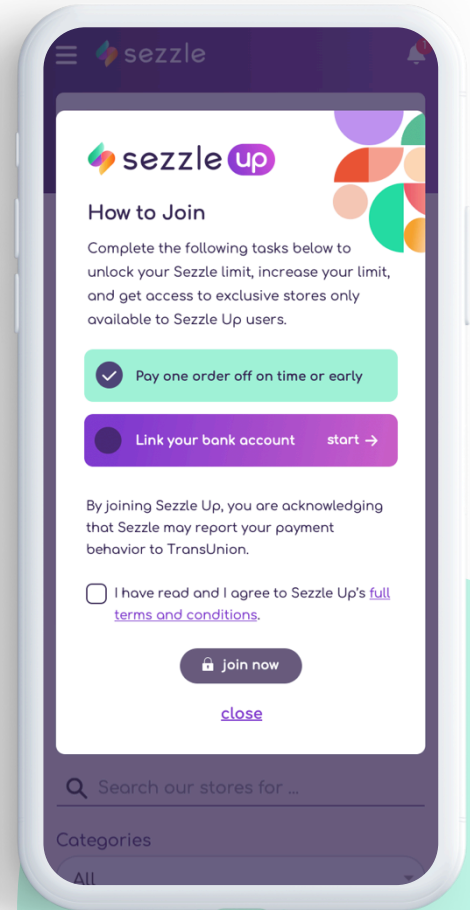 sezzle
1
sezzle up
How to Join
Complete the following tasks below to
unlock your Sezzle limit, increase your limit,
and get access to exclusive stores only
available to Sezzle Up users.
Pay one order off on time or early
Link your bank account start →
By joining Sezzle Up, you are acknowledging
that Sezzle may report your payment
behavior to TransUnion.
I have read and I agree to Sezzle Up's full
terms and conditions.
join now
close
Search our stores for ...
Categories
All